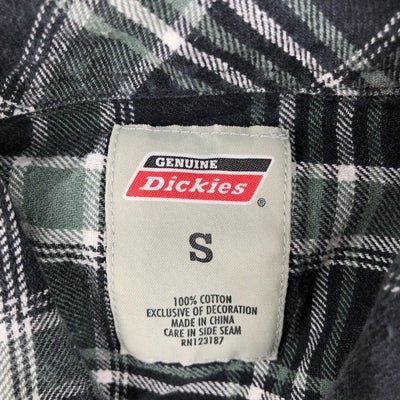 GENUINE
Dickies
®
S
100% COTTON
EXCLUSIVE OF DECORATION
MADE IN CHINA
CARE IN SIDE SEAM
RN123187